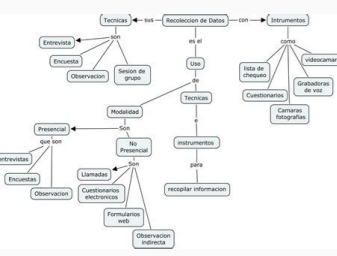 Tecnicas
sus
Recoleccion de Datos
con
Intrumentos
son
es el
como
Entrevista
Encuesta
Observacion
Sesion de
grupo
Uso
de
Tecnicas
e
instrumentos
para
recopilar informacion
lista de
chequeo
Cuestionarios
Camaras
fotografías
Grabadoras
de voz
videocamar
Modalidad
Son
Presencial
que son
entrevistas
Encuestas
Observacion
No
Presencial
Son
Llamadas
Cuestionarios
electronicos
Formularios
web
Observacion
indirecta